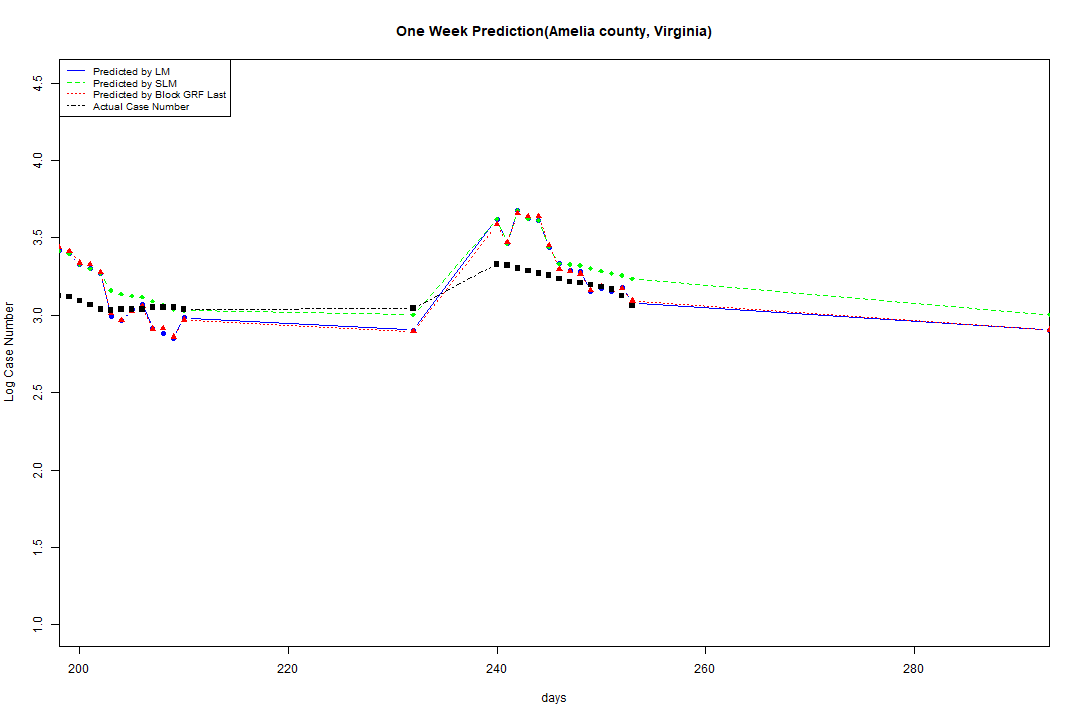 One Week Prediction(Amelia county, Virginia)
Predicted by LM
Predicted by SLM
Predicted by Block GRF Last
Actual Case Number
4.5
4.0
3.5
3.0
2.5
2.0
1.5
1.0
Log Case Number
200 220 240 260 280
days